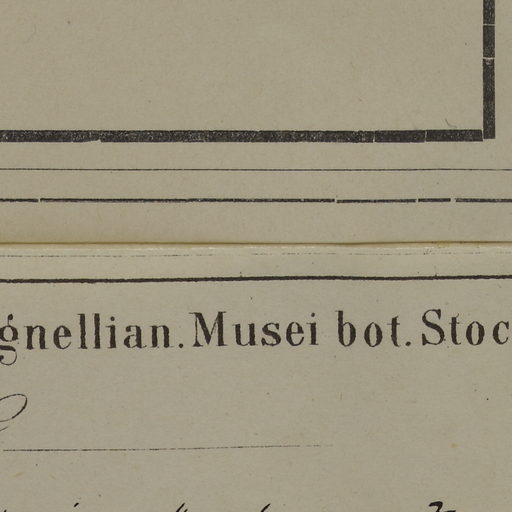 gnellian. Musei bot. Stoc